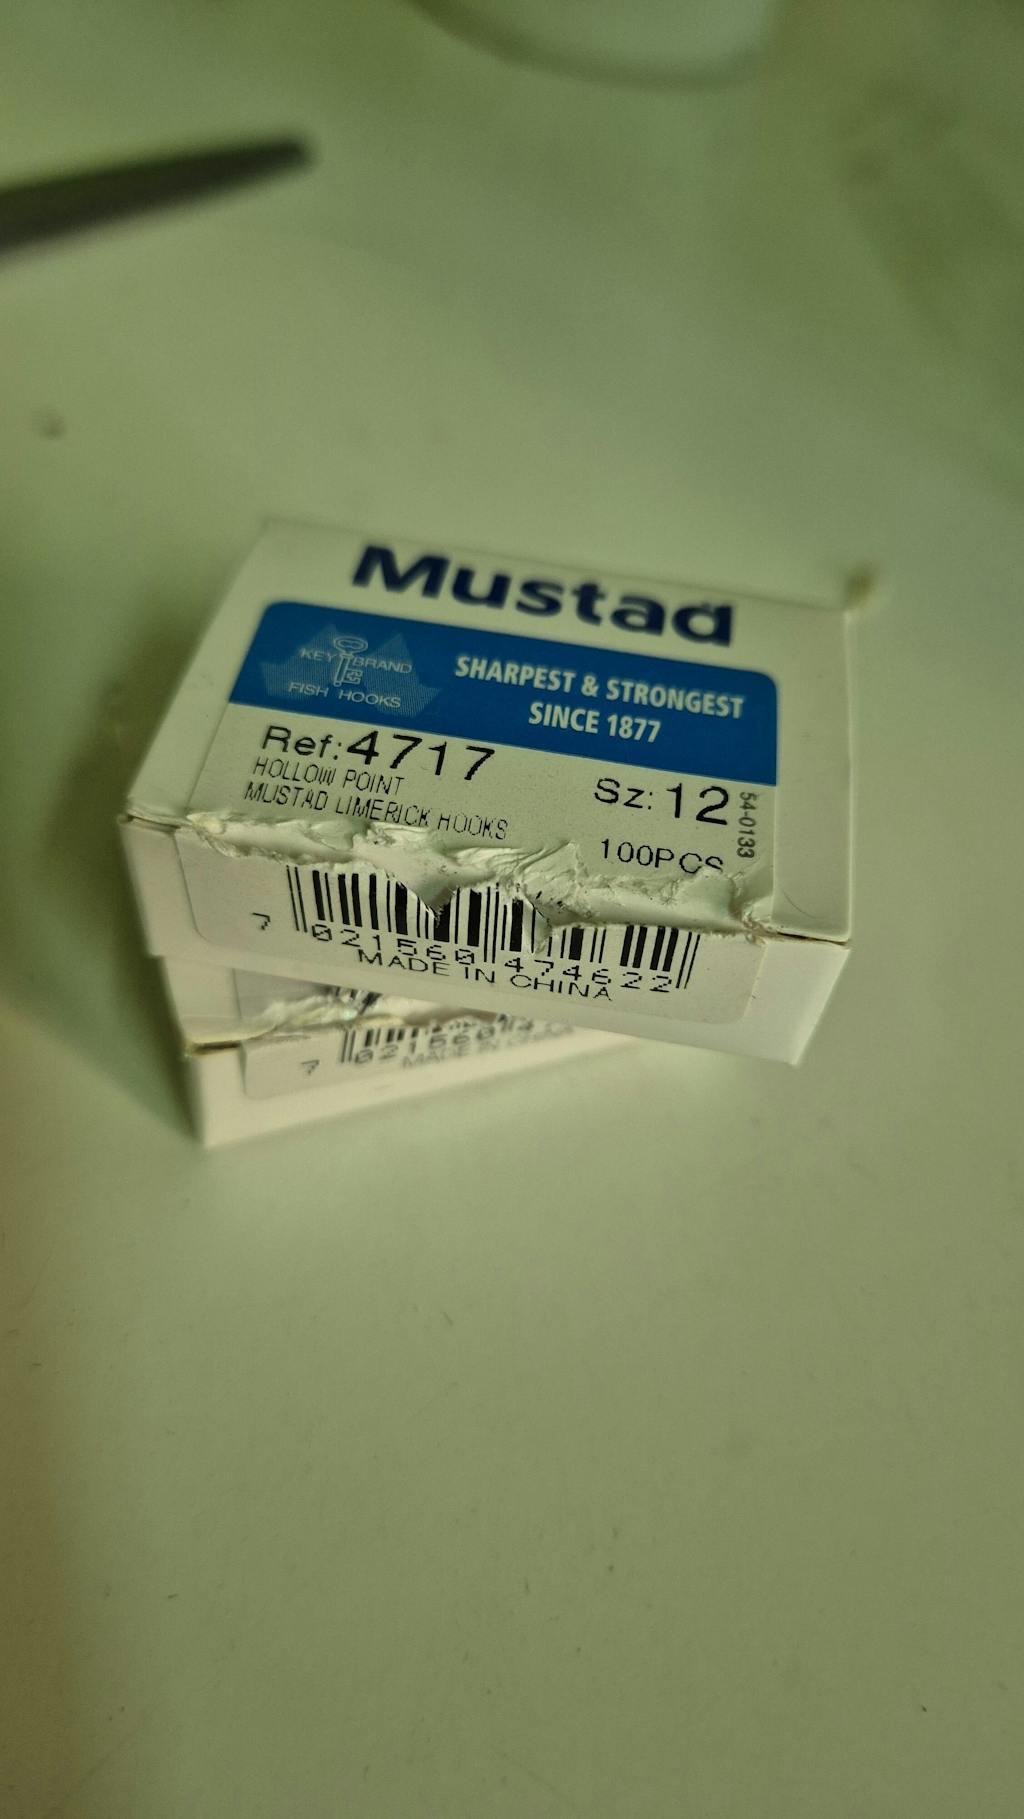 Mustad
KEY BRAND
FISH HOOKS
SHARPEST & STRONGEST
SINCE 1877
Ref:4717
HOLLOW POINT
MUSTAD LIMERICK HOOKS
Sz:12
100PCS
54-0133
7 021560 474622
MADE IN CHINA
7 021560
MADE IN